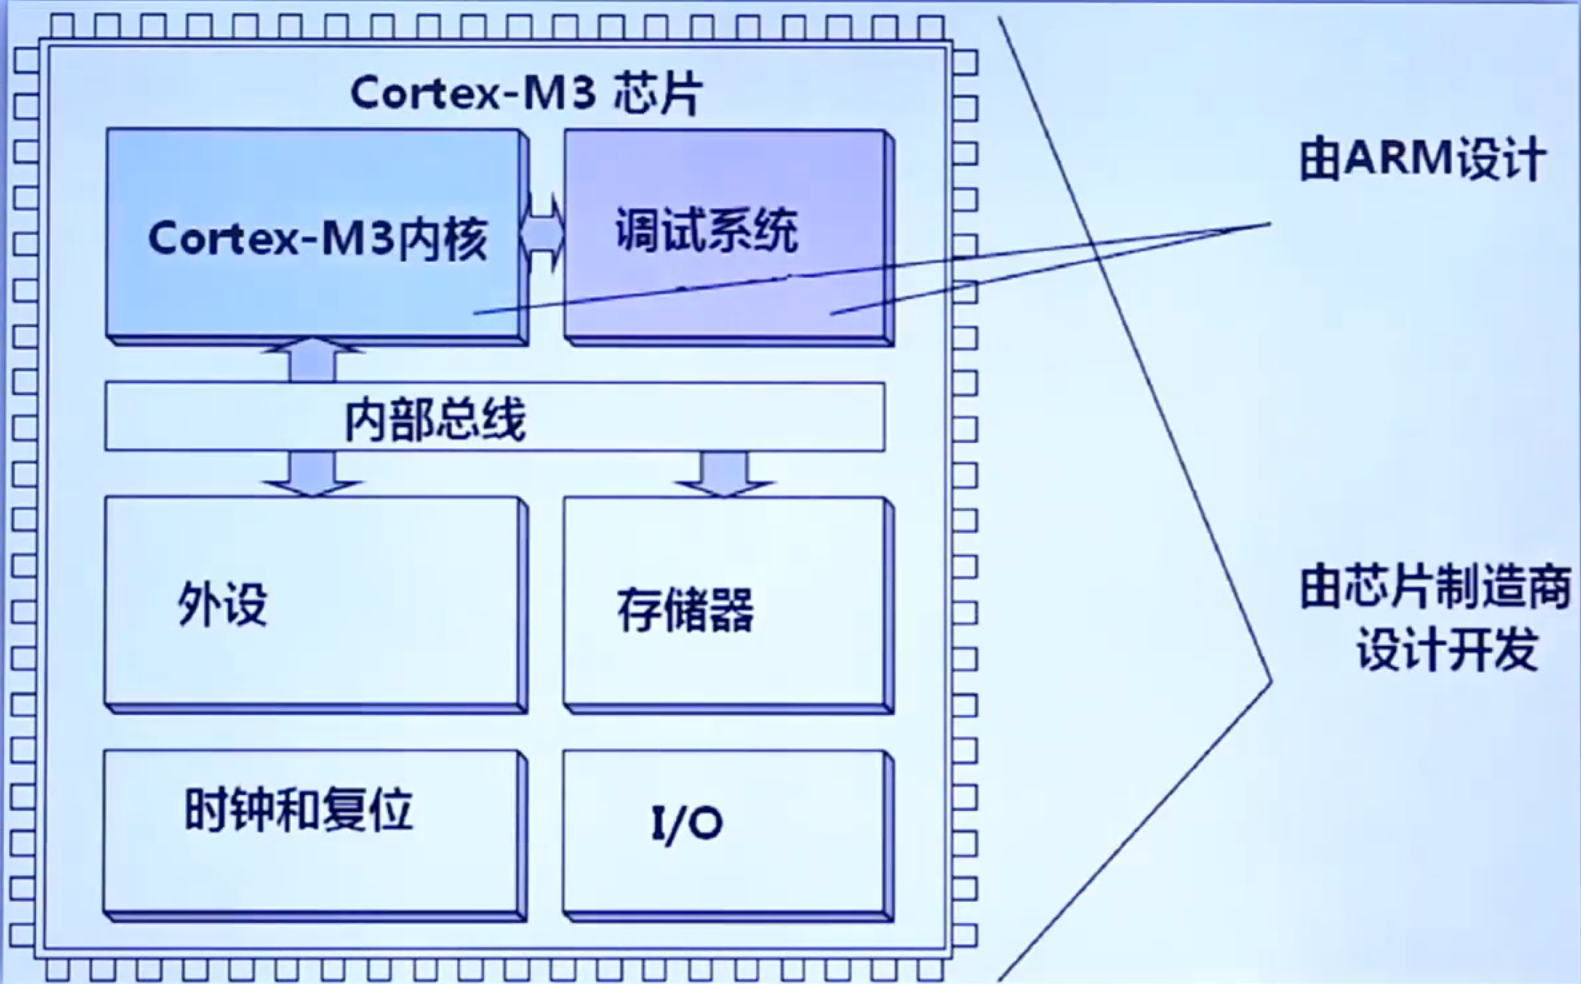 Cortex-M3 芯片
Cortex-M3内核
调试系统
由ARM设计
内部总线
外设
存储器
由芯片制造商
设计开发
时钟和复位
I/O